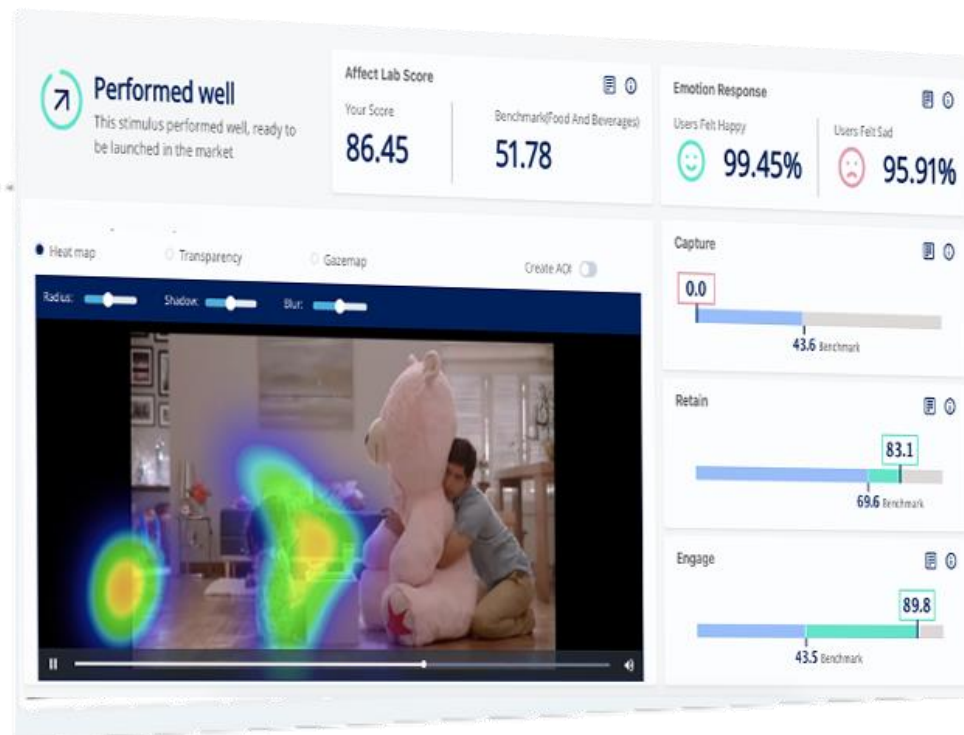 Performed well
This stimulus performed well, ready to
be launched in the market
Affect Lab Score
Your Score
86.45
Benchmark(Food And Beverages)
51.78
Emotion Response
Users Felt Happy
99.45%
Users Felt Sad
95.91%
Heat map
Transparency
Gazemap
Create AOI
Radius:
Shadow:
Blur:
Capture
0.0
43.6 Benchmark
Retain
83.1
69.6 Benchmark
Engage
89.8
43.5 Benchmark